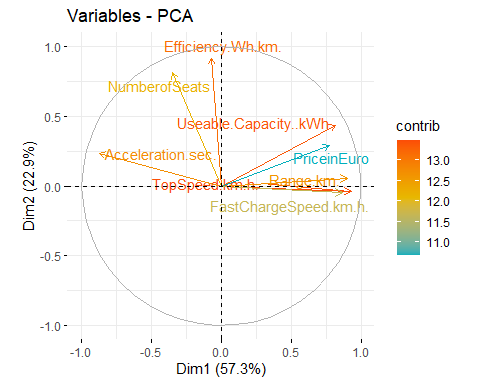 Variables - PCA
1.0
0.5
0.0
-0.5
-1.0
Dim2 (22.9%)
Efficiency.Wh.km.
NumberofSeats
Useable.Capacity..kWh.
Acceleration.sec.
PriceinEuro
TopSpeed.km.h.
Range.km.
FastChargeSpeed.km.h.
-1.0 -0.5 0.0 0.5 1.0
Dim1 (57.3%)
contrib
13.0
12.5
12.0
11.5
11.0